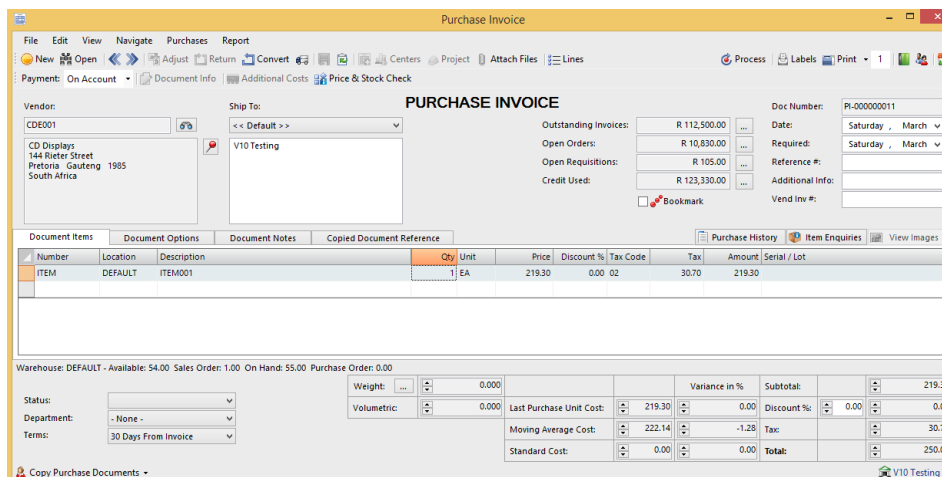 Purchase Invoice
File Edit View Navigate Purchases Report
New Open Adjust Return Convert Centers Project Attach Files Lines Process Labels Print 1
Payment: On Account Document Info Additional Costs Price & Stock Check
PURCHASE INVOICE
Vendor:
CDE001
CD Displays
144 Rieter Street
Pretoria Gauteng 1985
South Africa
Ship To:
<< Default >>
V10 Testing
Outstanding Invoices: R 112,500.00 ...
Open Orders: R 10,830.00 ...
Open Requisitions: R 105.00 ...
Credit Used: R 123,330.00 ...
Bookmark
Doc Number: PI-000000011
Date: Saturday , March
Required: Saturday , March
Reference #:
Additional Info:
Vend Inv #:
Document Items Document Options Document Notes Copied Document Reference Purchase History Item Enquiries View Images
Number Location Description Qty Unit Price Discount % Tax Code Tax Amount Serial / Lot
ITEM DEFAULT ITEM001 1 EA 219.30 0.00 02 30.70 219.30
Warehouse: DEFAULT - Available: 54.00 Sales Order: 1.00 On Hand: 55.00 Purchase Order: 0.00
Status:
Department: - None -
Terms: 30 Days From Invoice
Weight: ... 0.000
Volumetric: 0.000
Variance in %
Last Purchase Unit Cost: 219.30 0.00
Moving Average Cost: 222.14 -1.28
Standard Cost: 0.00 0.00
Subtotal: 219.3
Discount %: 0.00 0.0
Tax: 30.7
Total: 250.0
Copy Purchase Documents V10 Testing